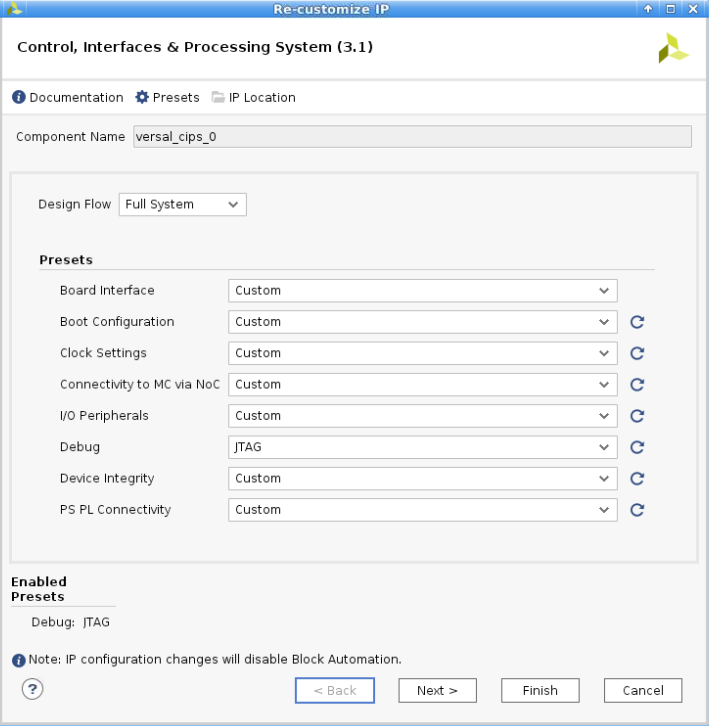 Re-customize IP
Control, Interfaces & Processing System (3.1)
Documentation Presets IP Location
Component Name versal_cips_0
Design Flow Full System
Presets
Board Interface Custom
Boot Configuration Custom
Clock Settings Custom
Connectivity to MC via NoC Custom
I/O Peripherals Custom
Debug JTAG
Device Integrity Custom
PS PL Connectivity Custom
Enabled
Presets
Debug: JTAG
Note: IP configuration changes will disable Block Automation.
? < Back Next > Finish Cancel